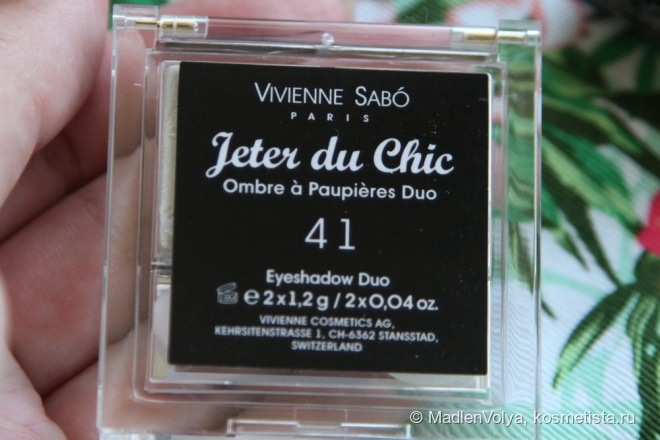 VIVIENNE SABÓ
PARIS
Jeter du Chic
Ombre à Paupières Duo
41
Eyeshadow Duo
℮ 2x1,2g / 2x0,04 oz.
VIVIENNE COSMETICS AG,
KEHRSITENSTRASSE 1, CH-6362 STANSSTAD,
SWITZERLAND
© MadlenVolya, kosmetista.ru